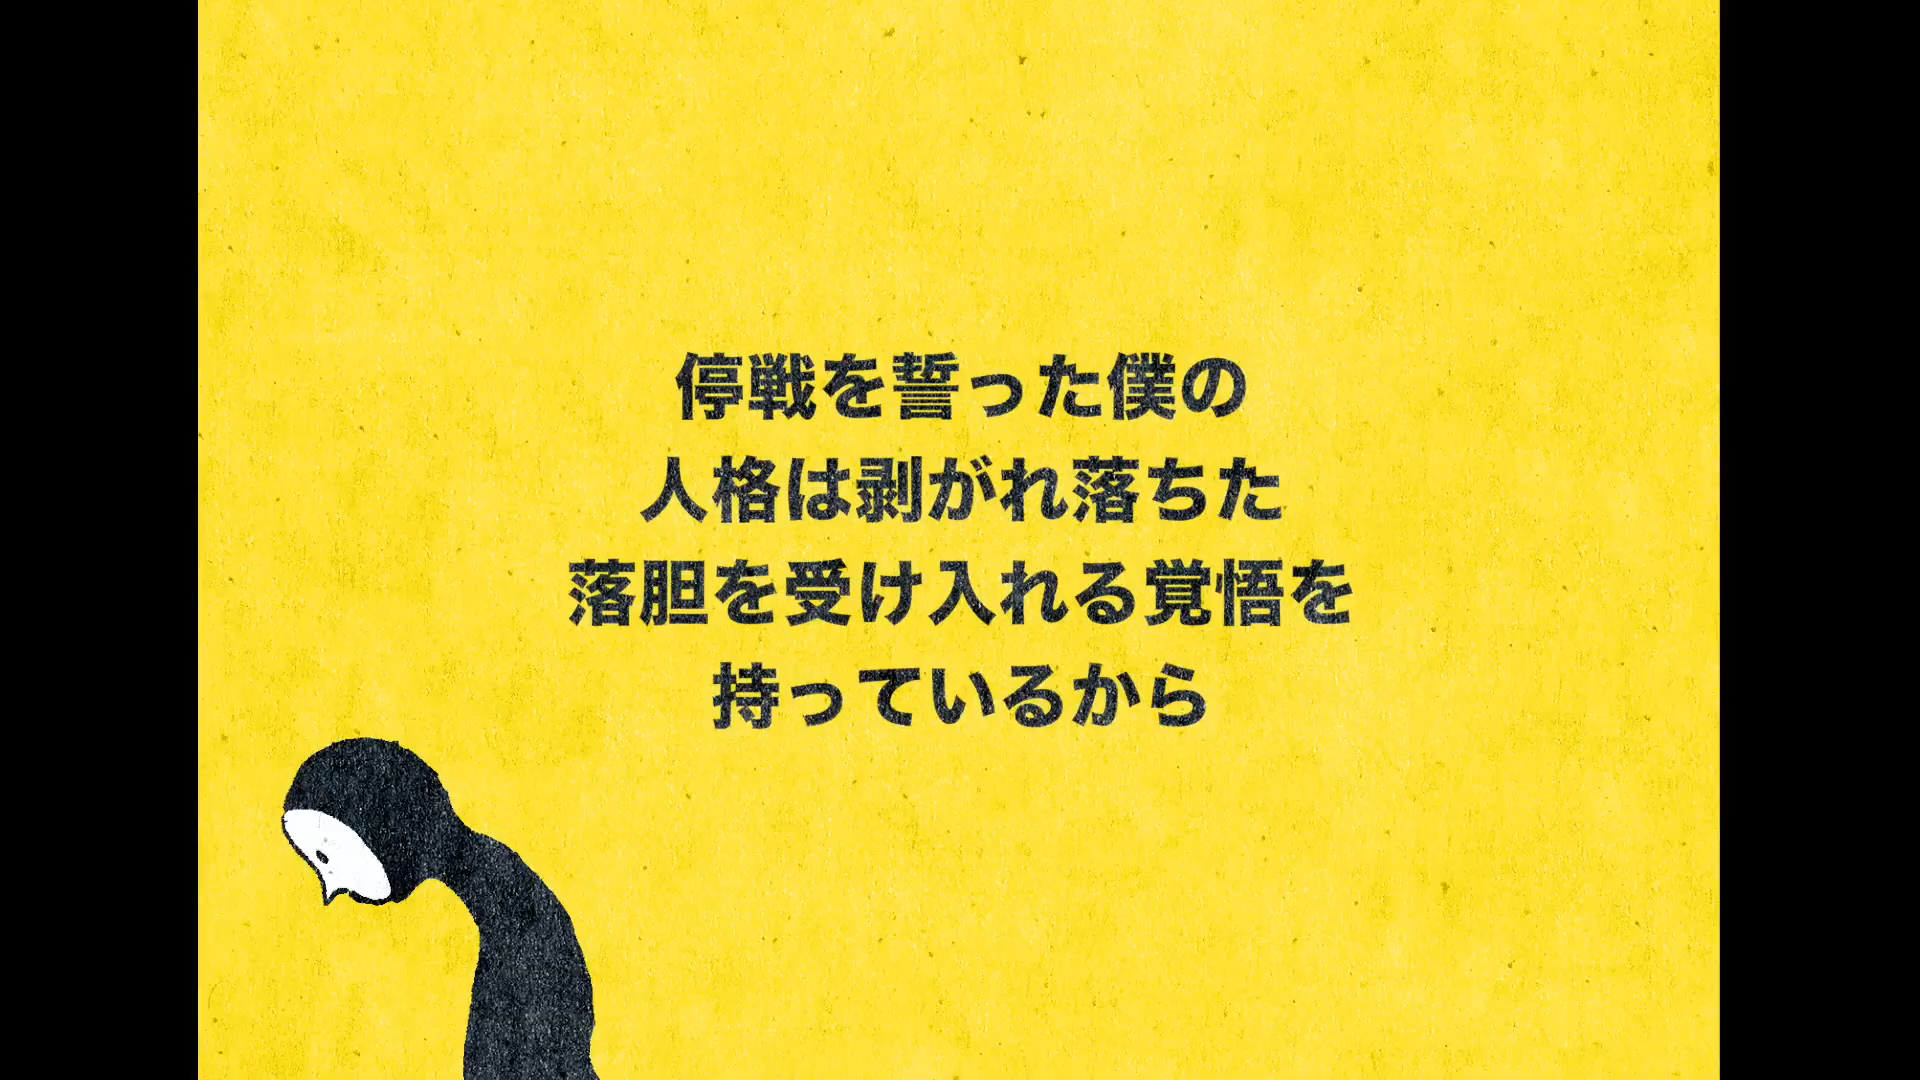 停戦を誓った僕の
人格は剥がれ落ちた
落胆を受け入れる覚悟を
持っているから